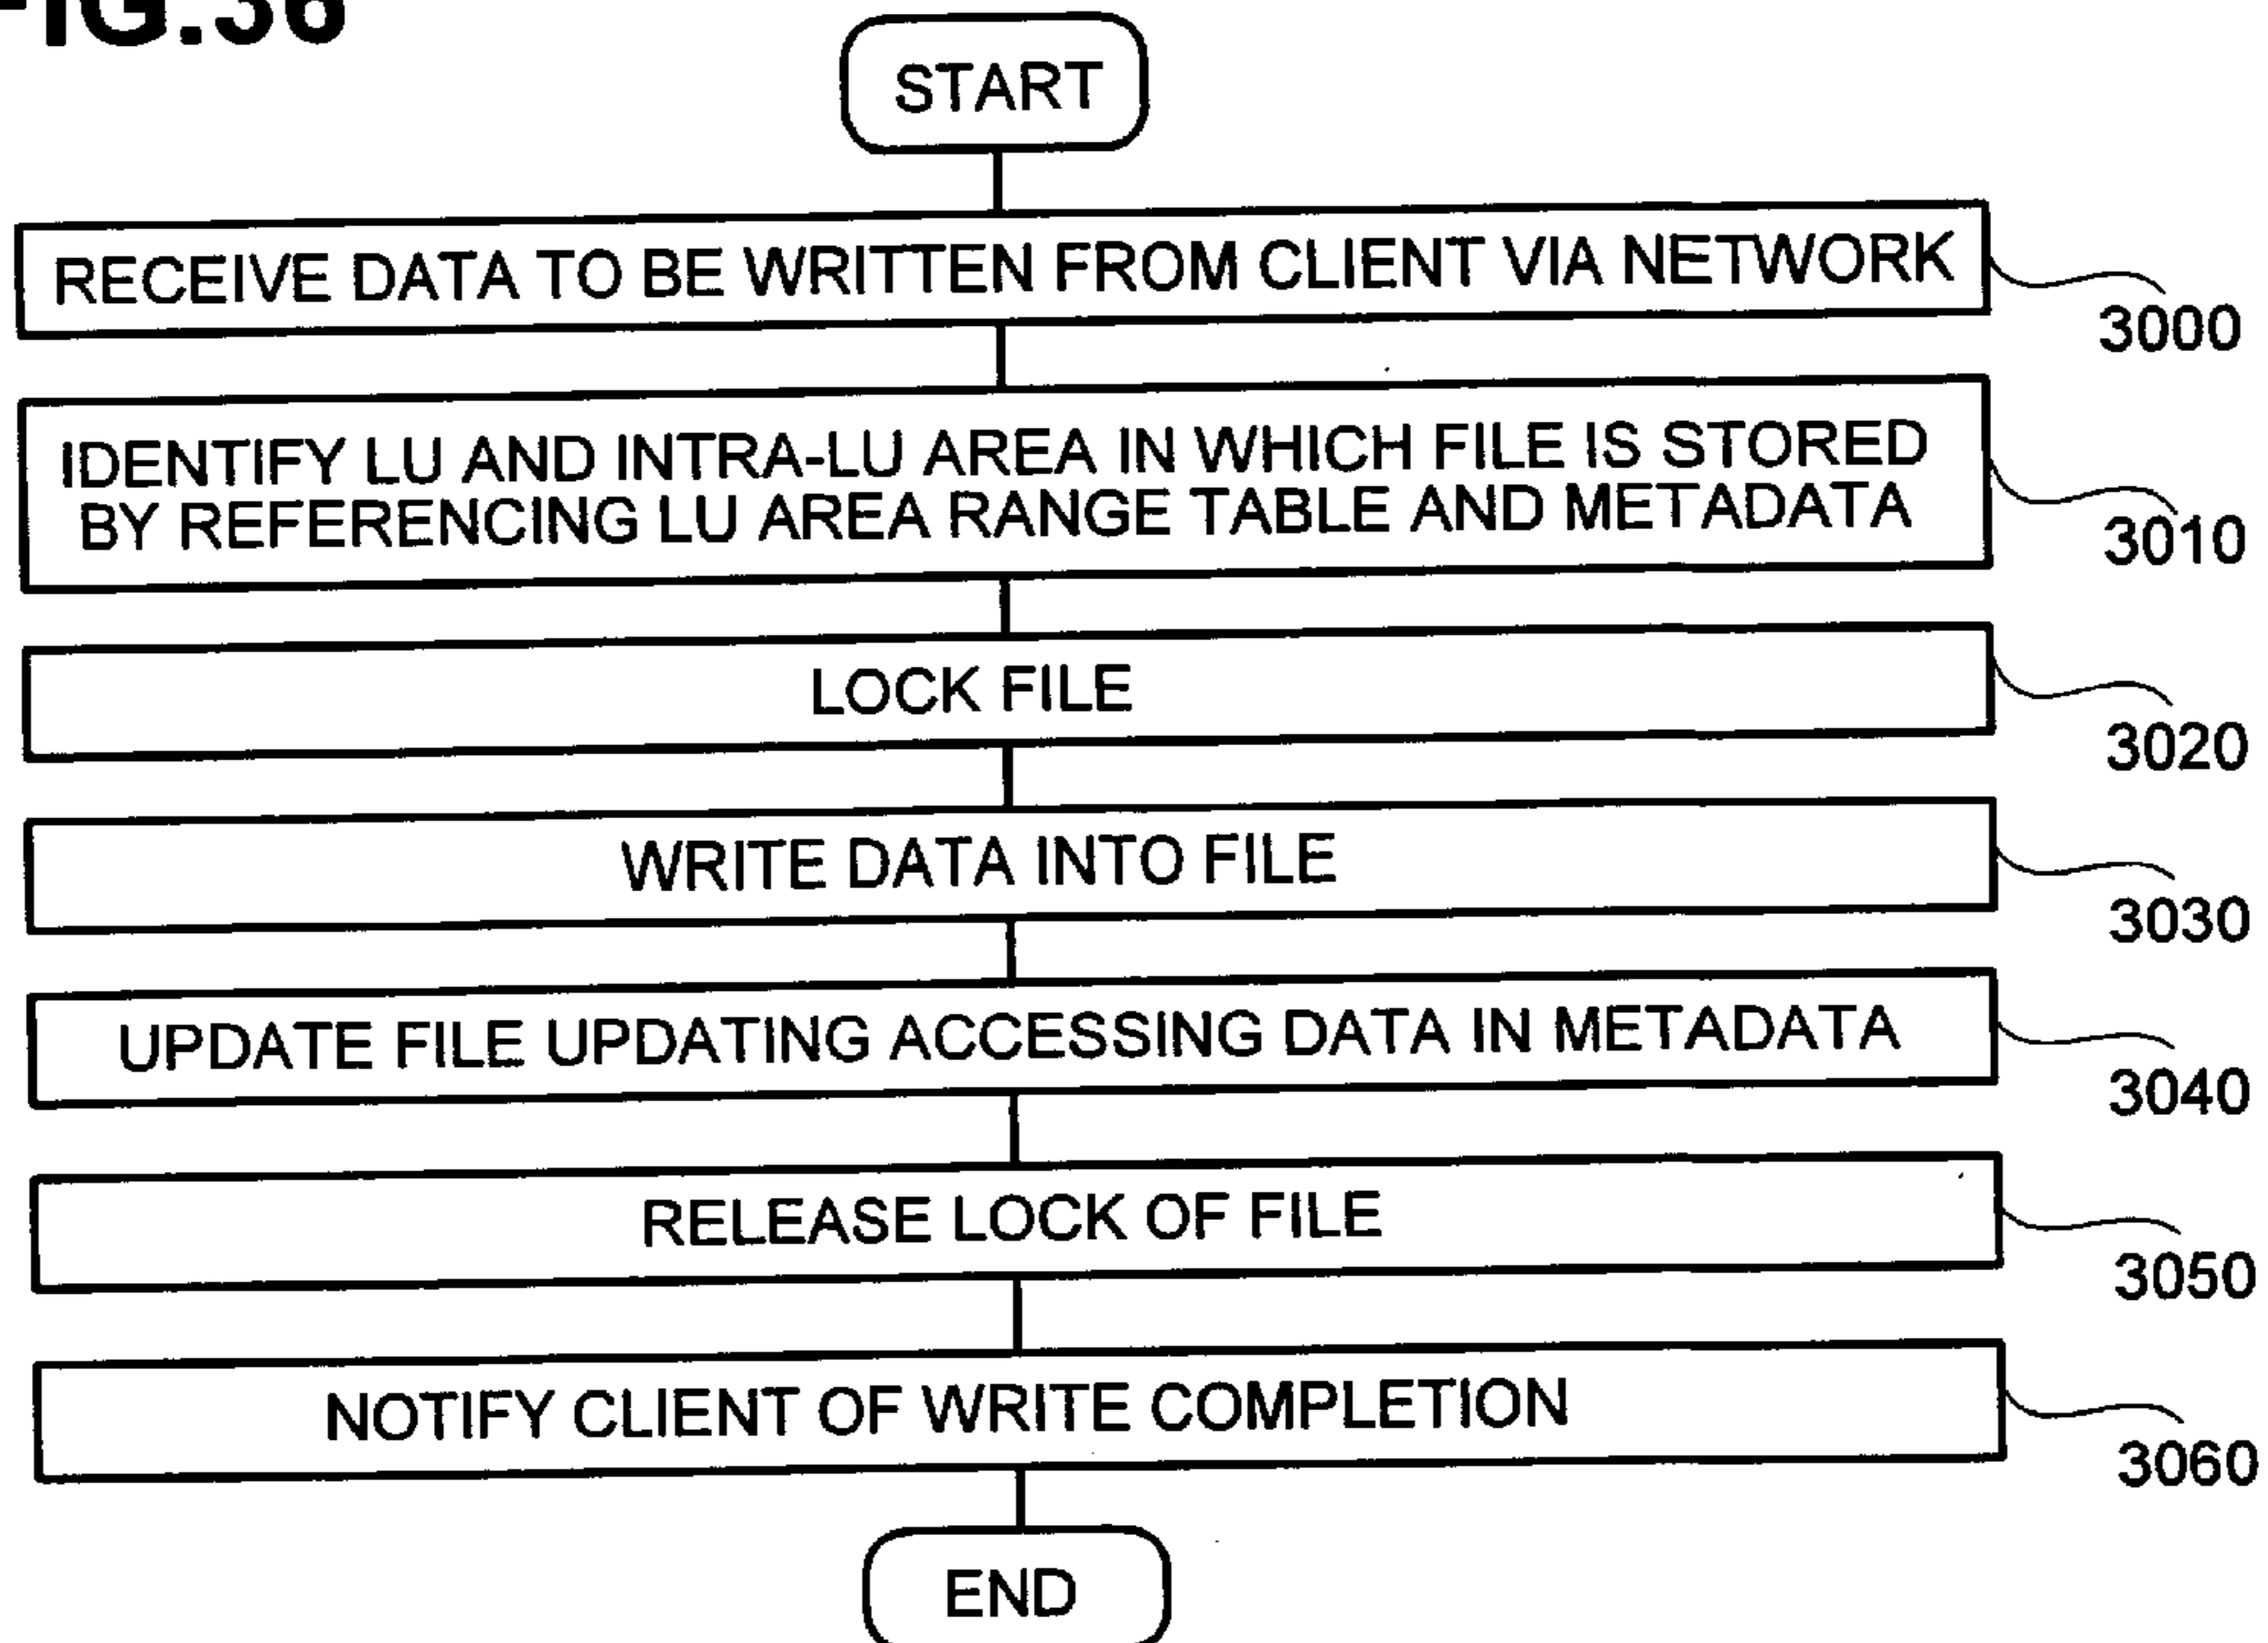 FIG.36
START
RECEIVE DATA TO BE WRITTEN FROM CLIENT VIA NETWORK
3000
IDENTIFY LU AND INTRA-LU AREA IN WHICH FILE IS STORED
BY REFERENCING LU AREA RANGE TABLE AND METADATA
3010
LOCK FILE
3020
WRITE DATA INTO FILE
3030
UPDATE FILE UPDATING ACCESSING DATA IN METADATA
3040
RELEASE LOCK OF FILE
3050
NOTIFY CLIENT OF WRITE COMPLETION
3060
END